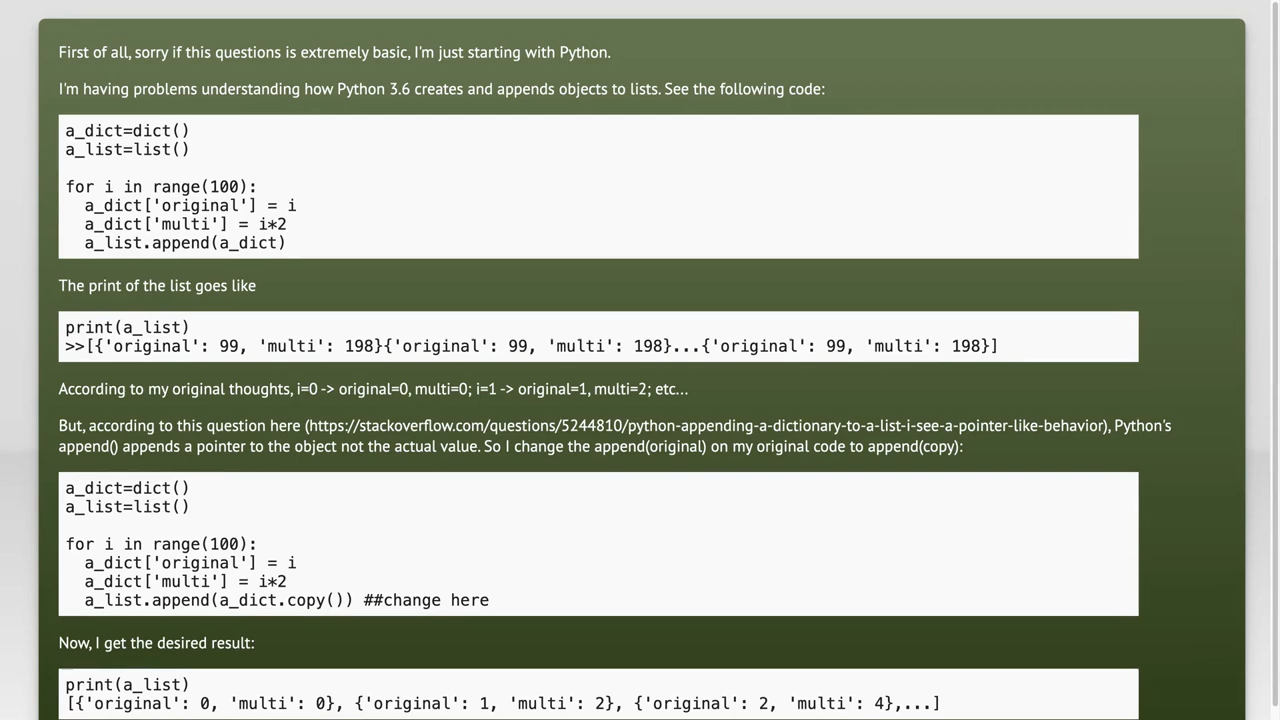 First of all, sorry if this questions is extremely basic, I'm just starting with Python.
I'm having problems understanding how Python 3.6 creates and appends objects to lists. See the following code:
a_dict=dict()
a_list=list()
for i in range(100):
  a_dict['original'] = i
  a_dict['multi'] = i*2
  a_list.append(a_dict)
The print of the list goes like
print(a_list)
>>[{'original': 99, 'multi': 198}{'original': 99, 'multi': 198}...{'original': 99, 'multi': 198}]
According to my original thoughts, i=0 -> original=0, multi=0; i=1 -> original=1, multi=2; etc...
But, according to this question here (https://stackoverflow.com/questions/5244810/python-appending-a-dictionary-to-a-list-i-see-a-pointer-like-behavior), Python's
append() appends a pointer to the object not the actual value. So I change the append(original) on my original code to append(copy):
a_dict=dict()
a_list=list()
for i in range(100):
  a_dict['original'] = i
  a_dict['multi'] = i*2
  a_list.append(a_dict.copy()) ##change here
Now, I get the desired result:
print(a_list)
[{'original': 0, 'multi': 0}, {'original': 1, 'multi': 2}, {'original': 2, 'multi': 4},...]